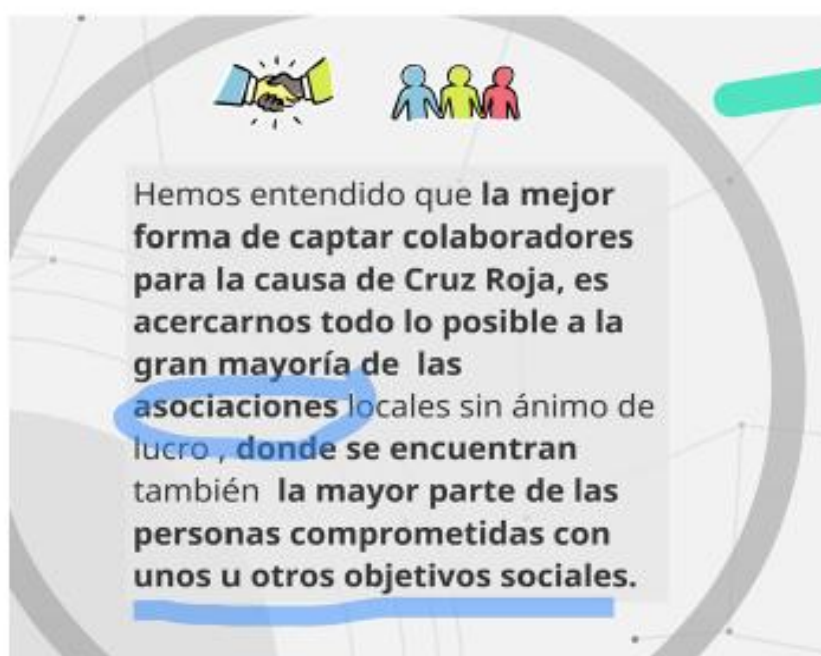 Hemos entendido que la mejor
forma de captar colaboradores
para la causa de Cruz Roja, es
acercarnos todo lo posible a la
gran mayoría de  las
asociaciones locales sin ánimo de
lucro , donde se encuentran
también  la mayor parte de las
personas comprometidas con
unos u otros objetivos sociales.